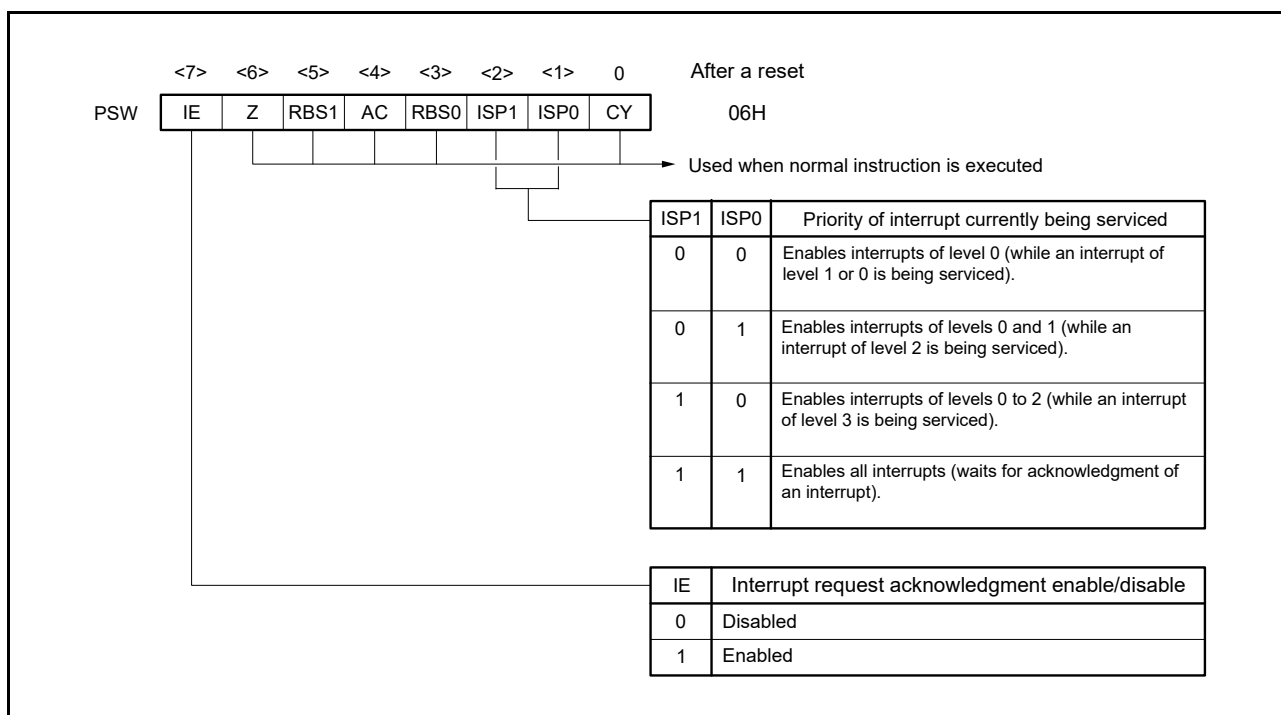 <7> <6> <5> <4> <3> <2> <1> 0 After a reset
PSW IE Z RBS1 AC RBS0 ISP1 ISP0 CY 06H
Used when normal instruction is executed
ISP1 ISP0 Priority of interrupt currently being serviced
0 0 Enables interrupts of level 0 (while an interrupt of
level 1 or 0 is being serviced).
0 1 Enables interrupts of levels 0 and 1 (while an
interrupt of level 2 is being serviced).
1 0 Enables interrupts of levels 0 to 2 (while an interrupt
of level 3 is being serviced).
1 1 Enables all interrupts (waits for acknowledgment of
an interrupt).
IE Interrupt request acknowledgment enable/disable
0 Disabled
1 Enabled